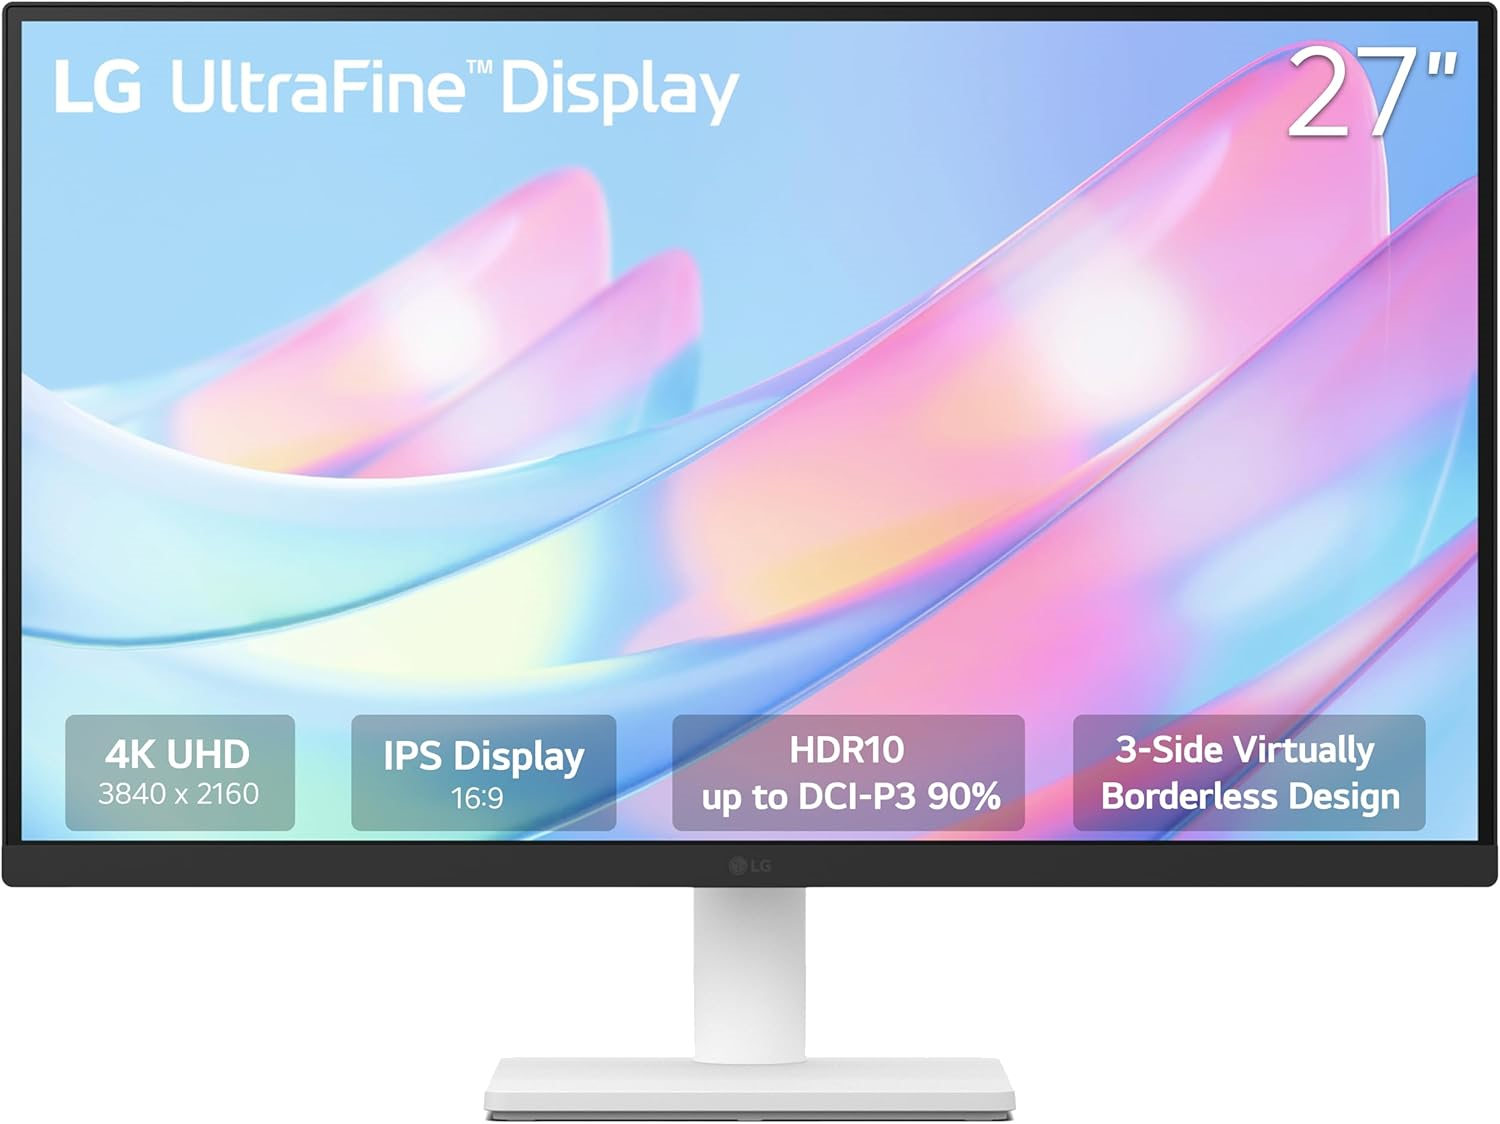 LG UltraFine™ Display
27"
4K UHD
3840 x 2160
IPS Display
16:9
HDR10
up to DCI-P3 90%
3-Side Virtually
Borderless Design
LG